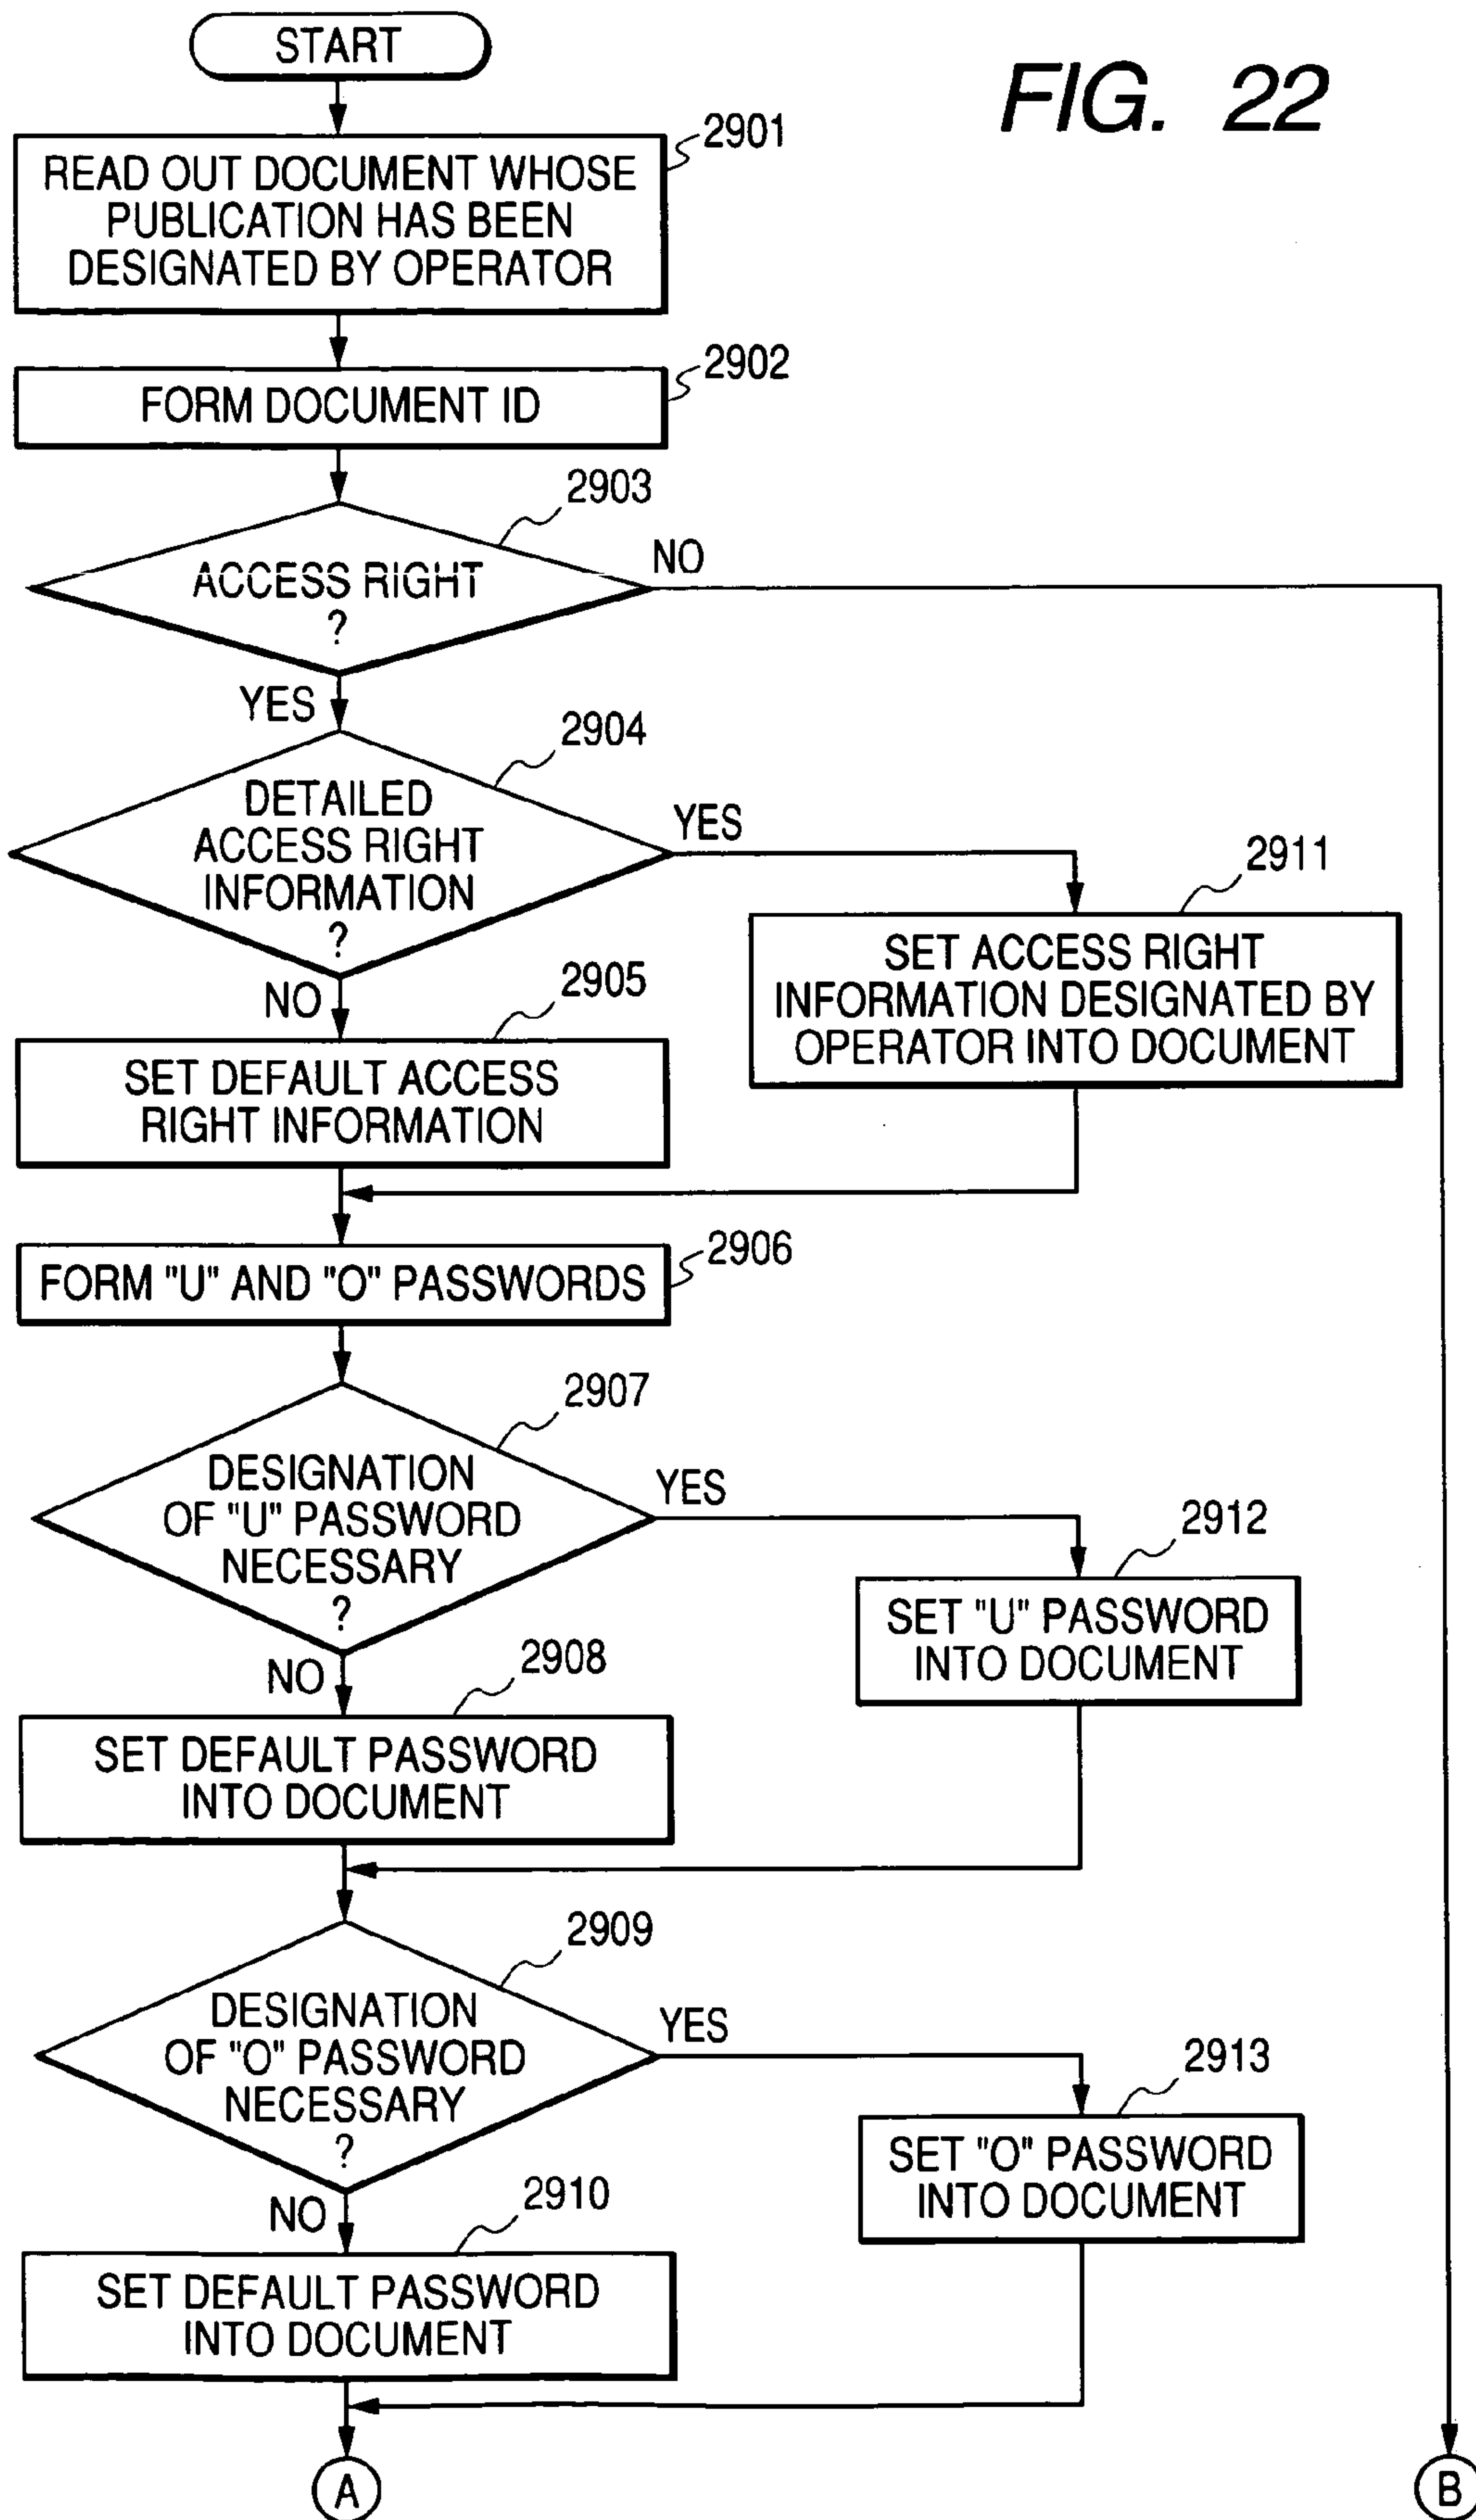 START
FIG. 22
2901
READ OUT DOCUMENT WHOSE
PUBLICATION HAS BEEN
DESIGNATED BY OPERATOR
2902
FORM DOCUMENT ID
2903
ACCESS RIGHT
?
NO
YES
2904
DETAILED
ACCESS RIGHT
INFORMATION
?
YES
2911
SET ACCESS RIGHT
INFORMATION DESIGNATED BY
OPERATOR INTO DOCUMENT
NO
2905
SET DEFAULT ACCESS
RIGHT INFORMATION
2906
FORM "U" AND "O" PASSWORDS
2907
DESIGNATION
OF "U" PASSWORD
NECESSARY
?
YES
2912
SET "U" PASSWORD
INTO DOCUMENT
NO
2908
SET DEFAULT PASSWORD
INTO DOCUMENT
2909
DESIGNATION
OF "O" PASSWORD
NECESSARY
?
YES
2913
SET "O" PASSWORD
INTO DOCUMENT
NO
2910
SET DEFAULT PASSWORD
INTO DOCUMENT
A
B